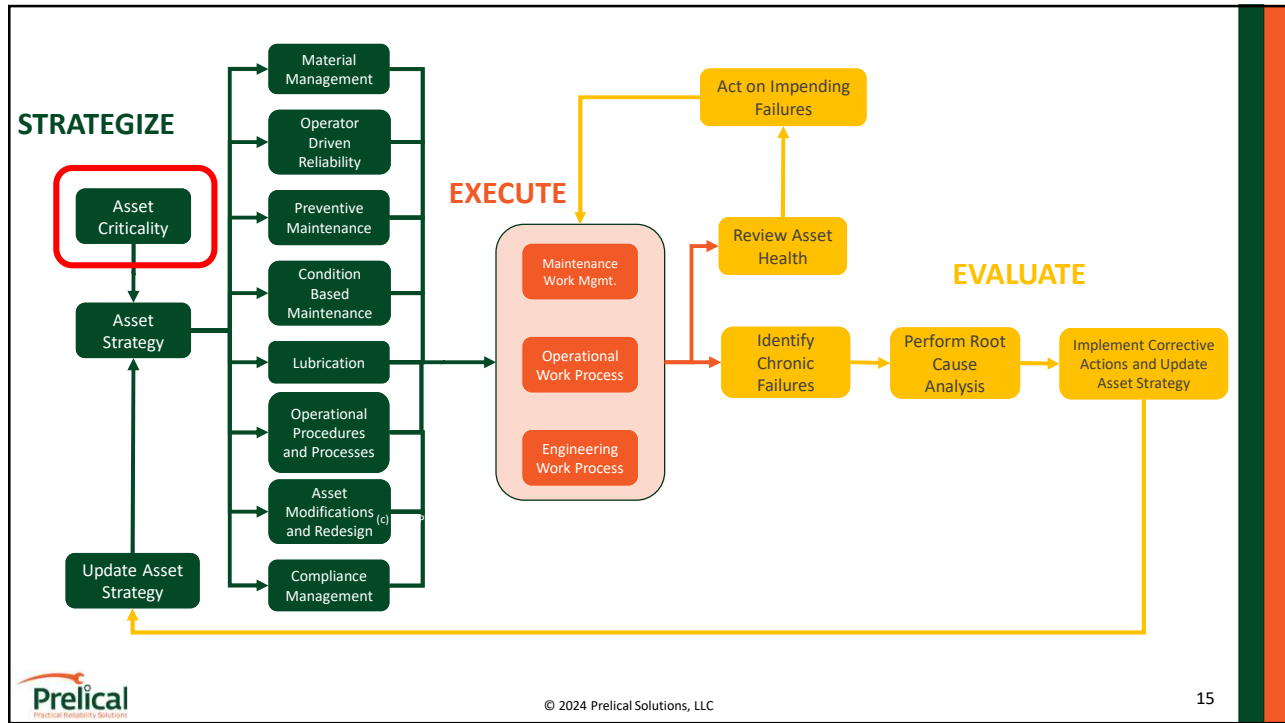 STRATEGIZE
Asset
Criticality
Asset
Strategy
Update Asset
Strategy
Material
Management
Operator
Driven
Reliability
Preventive
Maintenance
Condition
Based
Maintenance
Lubrication
Operational
Procedures
and Processes
Asset
Modifications
and Redesign
(c)
Compliance
Management
EXECUTE
Maintenance
Work Mgmt.
Operational
Work Process
Engineering
Work Process
Act on Impending
Failures
Review Asset
Health
EVALUATE
Identify
Chronic
Failures
Perform Root
Cause
Analysis
Implement Corrective
Actions and Update
Asset Strategy
Prelical
Practical Reliability Solutions
© 2024 Prelical Solutions, LLC
15